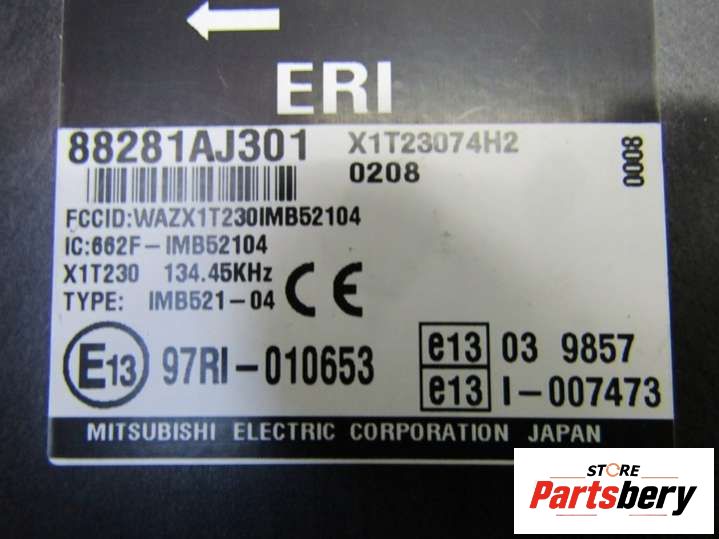 ERI
88281AJ301 X1T23074H2
0208
0008
FCCID:WAZX1T230IMB52104
IC:662F-IMB52104
X1T230 134.45KHz
TYPE: IMB521-04 CE
E13 97RI-010653
e13 03 9857
e13 I-007473
MITSUBISHI ELECTRIC CORPORATION JAPAN
STORE
Partsbery